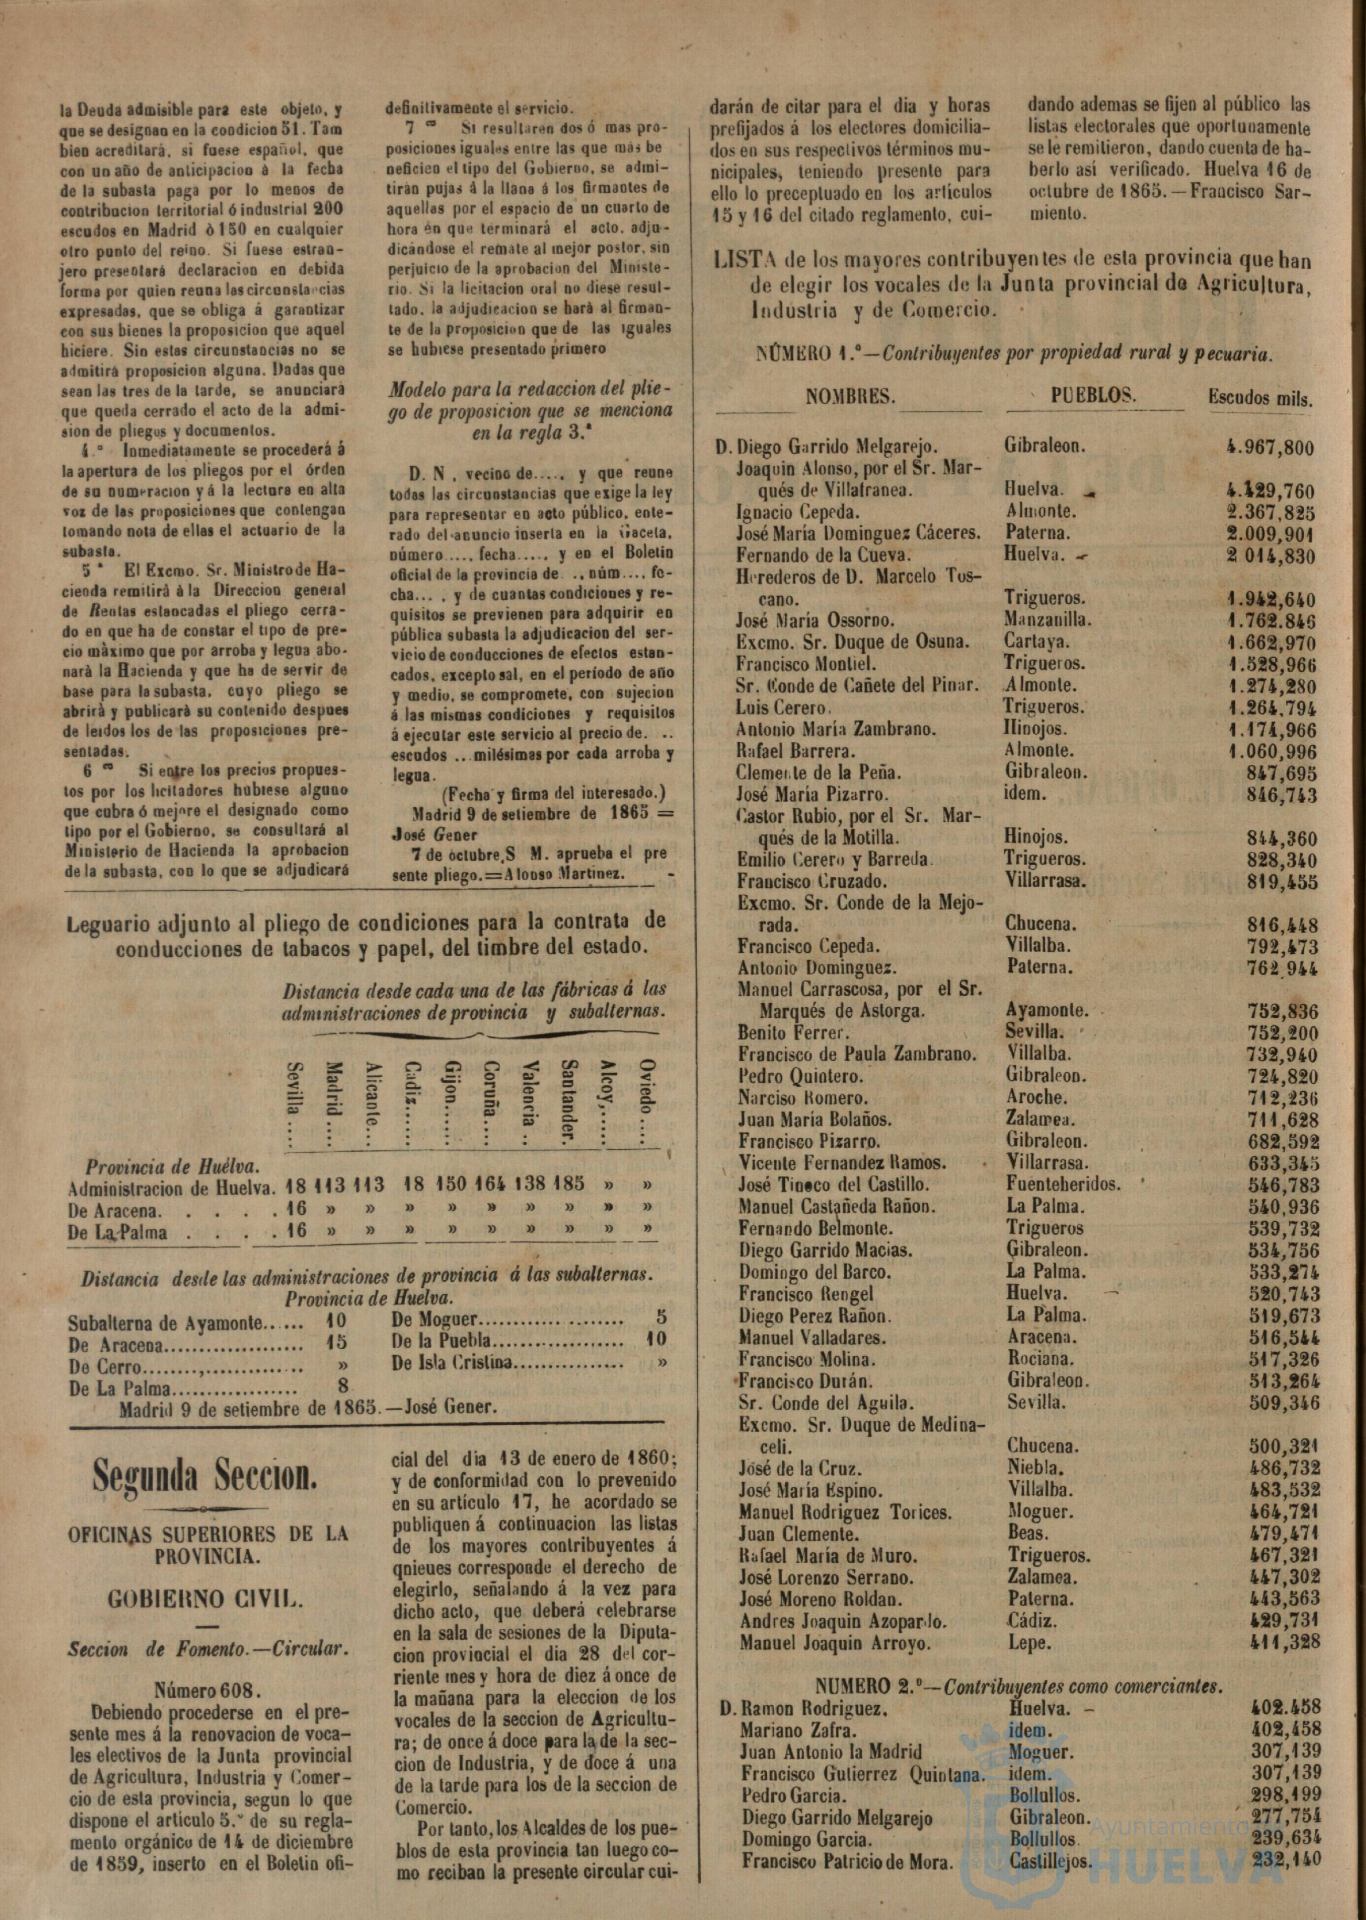 la Deuda admisible para este objeto, y
que se designan en la condicion 51. Tam
bien acreditará, si fuese español, que
con un año de anticipacion á la fecha
de la subasta paga por lo menos de
contribucion territorial ó industrial 200
escudos en Madrid ò 150 en cualquier
otro punto del reino. Si fuese estran-
jero presentará declaracion en debida
forma por quien reuna las circunstancias
expresadas, que se obliga á garantizar
con sus bienes la proposicion que aquel
hiciere. Sin estas circunstancias no se
admitirá proposicion alguna. Dadas que
sean las tres de la tarde, se anunciará
que queda cerrado el acto de la admi-
sion de pliegos y documentos.
4.° Inmediatamente se procederá á
la apertura de los pliegos por el órden
de su numeracion y á la lectura en alta
voz de las proposiciones que contengan
tomando nota de ellas el actuario de la
subasta.
5 ª El Excmo. Sr. Ministro de Ha-
cienda remitirá à la Direccion general
de Rentas estancadas el pliego cerra-
do en que ha de constar el tipo de pre-
cio màximo que por arroba y legua abo-
nará la Hacienda y que ha de servir de
base para la subasta, cuyo pliego se
abrirà y publicará su contenido despues
de leidos los de las proposiciones pre-
sentadas.
6 ª Si entre los precios propues-
tos por los licitadores hubiese alguno
que cubra ó mejore el designado como
tipo por el Gobierno, se consultará al
Ministerio de Hacienda la aprobacion
de la subasta, con lo que se adjudicará
definitivamente el servicio.
7 ª Si resultaren dos ó mas pro-
posiciones iguales entre las que mas be
neficien el tipo del Gobierno, se admi-
tirán pujas á la llana á los firmantes de
aquellas por el espacio de un cuarto de
hora en que terminará el acto, adju-
dicándose el remate al mejor postor, sin
perjuicio de la aprobacion del Ministe-
rio. Si la licitacion oral no diese resul-
tado, la adjudicacion se hará al firman-
te de la proposicion que de las iguales
se hubiese presentado primero
Modelo para la redaccion del plie-
go de proposicion que se menciona
en la regla 3.ª
D. N , vecino de...., y que reune
todas las circunstancias que exige la ley
para representar en acto público, ente-
rado del anuncio inserta en la Gaceta,
número ...., fecha...., y en el Boletin
oficial de la provincia de .., núm...., fe-
cha... , y de cuantas condiciones y re-
quisitos se previenen para adquirir en
pública subasta la adjudicacion del ser-
vicio de conducciones de efectos estan-
cados, excepto sal, en el período de año
y medio, se compromete, con sujecion
á las mismas condiciones y requisitos
á ejecutar este servicio al precio de. ..
escudos ... milésimas por cada arroba y
legua.
(Fecha y firma del interesado.)
Madrid 9 de setiembre de 1865 =
José Gener
7 de octubre, S M. aprueba el pre
sente pliego.=Alonso Martinez.
Leguario adjunto al pliego de condiciones para la contrata de
conducciones de tabacos y papel, del timbre del estado.
Distancia desde cada una de las fábricas á las
administraciones de provincia y subalternas.
Sevilla ..... Madrid .... Alicante... Cadiz...... Gijon...... Coruña.... Valencia .. Santander. Alcoy,..... Oviedo ....
Provincia de Huelva.
Administracion de Huelva. 18 113 113 18 150 164 138 185 » »
De Aracena. . . . . . 16 » » » » » » » » »
De La Palma . . . . 16 » » » » » » » » »
Distancia desde las administraciones de provincia á las subalternas.
Provincia de Huelva.
Subalterna de Ayamonte...... 10 De Moguer..................... 5
De Aracena.................... 15 De la Puebla................... 10
De Cerro.......,............... » De Isla Cristina................ »
De La Palma.................. 8
Madrid 9 de setiembre de 1865.—José Gener.
Segunda Seccion.
OFICINAS SUPERIORES DE LA
PROVINCIA.
GOBIERNO CIVIL.
Seccion de Fomento.—Circular.
Número 608.
Debiendo procederse en el pre-
sente mes á la renovacion de voca-
les electivos de la Junta provincial
de Agricultura, Industria y Comer-
cio de esta provincia, segun lo que
dispone el articulo 5.° de su regla-
mento orgánico de 14 de diciembre
de 1859, inserto en el Boletin ofi-
cial del dia 13 de enero de 1860;
y de conformidad con lo prevenido
en su artículo 17, he acordado se
publiquen á continuacion las listas
de los mayores contribuyentes á
qnieues corresponde el derecho de
elegirlo, señalando á la vez para
dicho acto, que deberá celebrarse
en la sala de sesiones de la Diputa-
cion provincial el dia 28 del cor-
riente mes y hora de diez á once de
la mañana para la eleccion de los
vocales de la seccion de Agricultu-
ra; de once á doce para la de la sec-
cion de Industria, y de doce á una
de la tarde para los de la seccion de
Comercio.
Por tanto, los Alcaldes de los pue-
blos de esta provincia tan luego co-
mo reciban la presente circular cui-
darán de citar para el dia y horas
prefijados á los electores domicilia-
dos en sus respectivos términos mu-
nicipales, teniendo presente para
ello lo preceptuado en los artículos
15 y 16 del citado reglamento, cui-
dando ademas se fijen al público las
listas electorales que oportunamente
se le remitieron, dando cuenta de ha-
berlo así verificado. Huelva 16 de
octubre de 1865.—Francisco Sar-
miento.
LISTA de los mayores contribuyentes de esta provincia que han
de elegir los vocales de la Junta provincial de Agricultura,
Industria y de Comercio.
NÚMERO 1.°—Contribuyentes por propiedad rural y pecuaria.
NOMBRES. PUEBLOS. Escudos mils.
D. Diego Garrido Melgarejo. Gibraleon. 4.967,800
Joaquin Alonso, por el Sr. Mar-
qués de Villafranea. Huelva. 4.429,760
Ignacio Cepeda. Almonte. 2.367,825
José María Dominguez Cáceres. Paterna. 2.009,901
Fernando de la Cueva. Huelva. 2 014,830
Herederos de D. Marcelo Tos-
cano. Trigueros. 1.942,640
José María Ossorno. Manzanilla. 1.762.846
Excmo. Sr. Duque de Osuna. Cartaya. 1.662,970
Francisco Montiel. Trigueros. 1.528,966
Sr. Conde de Cañete del Pinar. Almonte. 1.274,280
Luis Cerero. Trigueros. 1.264,794
Antonio María Zambrano. Hinojos. 1.174,966
Rafael Barrera. Almonte. 1.060,996
Clemente de la Peña. Gibraleon. 847,695
José María Pizarro. idem. 846,743
Castor Rubio, por el Sr. Mar-
qués de la Motilla. Hinojos. 844,360
Emilio Cerero y Barreda. Trigueros. 828,340
Francisco Cruzado. Villarrasa. 819,455
Excmo. Sr. Conde de la Mejo-
rada. Chucena. 816,448
Francisco Cepeda. Villalba. 792,473
Antonio Dominguez. Paterna. 762.944
Manuel Carrascosa, por el Sr.
Marqués de Astorga. Ayamonte. 752,836
Benito Ferrer. Sevilla. 752,200
Francisco de Paula Zambrano. Villalba. 732,940
Pedro Quintero. Gibraleon. 724,820
Narciso Romero. Aroche. 712,236
Juan María Bolaños. Zalamea. 711,628
Francisco Pizarro. Gibraleon. 682,592
Vicente Fernandez Ramos. Villarrasa. 633,345
José Tinoco del Castillo. Fuenteheridos. 546,783
Manuel Castañeda Rañon. La Palma. 540,936
Fernando Belmonte. Trigueros 539,732
Diego Garrido Macias. Gibraleon. 534,756
Domingo del Barco. La Palma. 533,274
Francisco Rengel Huelva. 520,743
Diego Perez Rañon. La Palma. 519,673
Manuel Valladares. Aracena. 516,544
Francisco Molina. Rociana. 517,326
Francisco Durán. Gibraleon. 513,264
Sr. Conde del Aguila. Sevilla. 509,346
Excmo. Sr. Duque de Medina-
celi. Chucena. 500,321
José de la Cruz. Niebla. 486,732
José María Espino. Villalba. 483,532
Manuel Rodriguez Torices. Moguer. 464,721
Juan Clemente. Beas. 479,471
Rafael María de Muro. Trigueros. 467,321
José Lorenzo Serrano. Zalamea. 447,302
José Moreno Roldan. Paterna. 443,563
Andres Joaquin Azopardo. Cádiz. 429,731
Manuel Joaquin Arroyo. Lepe. 411,328
NUMERO 2.°—Contribuyentes como comerciantes.
D. Ramon Rodriguez. Huelva. 402.458
Mariano Zafra. idem. 402,458
Juan Antonio la Madrid Moguer. 307,139
Francisco Gutierrez Quintana. idem. 307,139
Pedro Garcia. Bollullos. 298,199
Diego Garrido Melgarejo Gibraleon. 277,754
Domingo Garcia. Bollullos. 239,634
Francisco Patricio de Mora. Castillejos. 232,140
Ayuntamiento
HUELVA